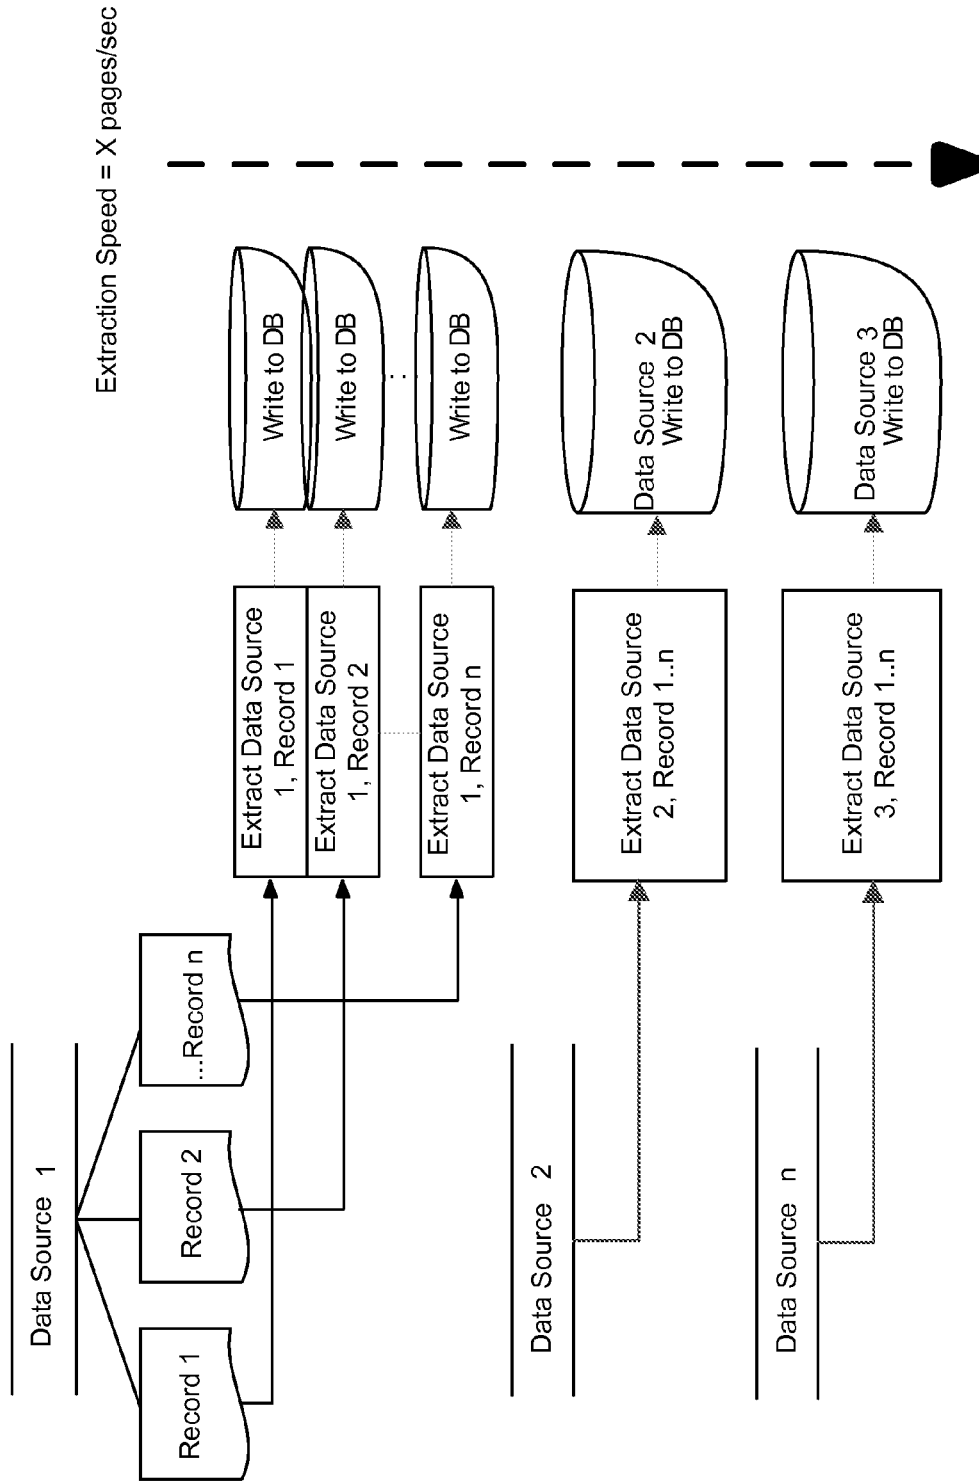 Extraction Speed = X pages/sec
Data Source 1
Record 1
Record 2
...Record n
Extract Data Source
1, Record 1
Write to DB
Extract Data Source
1, Record 2
Write to DB
...
Extract Data Source
1, Record n
Write to DB
Data Source 2
Extract Data Source
2, Record 1..n
Data Source 2
Write to DB
Data Source n
Extract Data Source
3, Record 1..n
Data Source 3
Write to DB